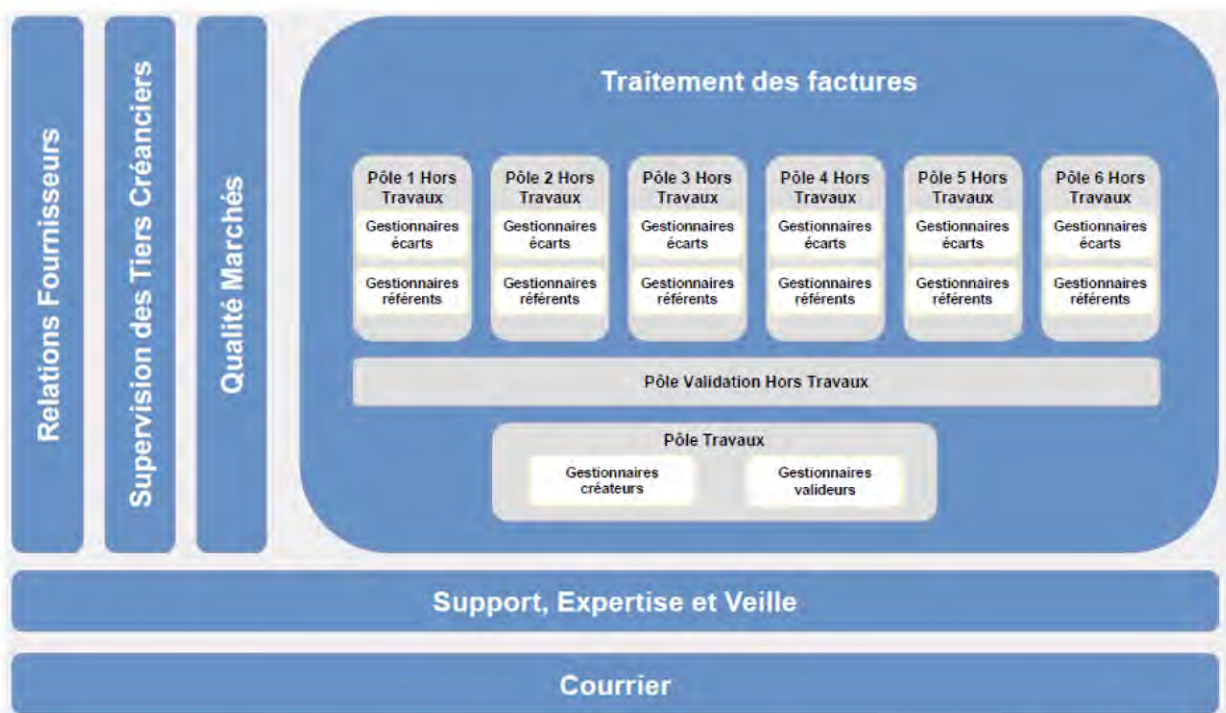 Relations Fournisseurs
Supervision des Tiers Créanciers
Qualité Marchés
Traitement des factures
Pôle 1 Hors
Travaux
Gestionnaires
écarts
Gestionnaires
référents
Pôle 2 Hors
Travaux
Gestionnaires
écarts
Gestionnaires
référents
Pôle 3 Hors
Travaux
Gestionnaires
écarts
Gestionnaires
référents
Pôle 4 Hors
Travaux
Gestionnaires
écarts
Gestionnaires
référents
Pôle 5 Hors
Travaux
Gestionnaires
écarts
Gestionnaires
référents
Pôle 6 Hors
Travaux
Gestionnaires
écarts
Gestionnaires
référents
Pôle Validation Hors Travaux
Pôle Travaux
Gestionnaires
créateurs
Gestionnaires
valideurs
Support, Expertise et Veille
Courrier